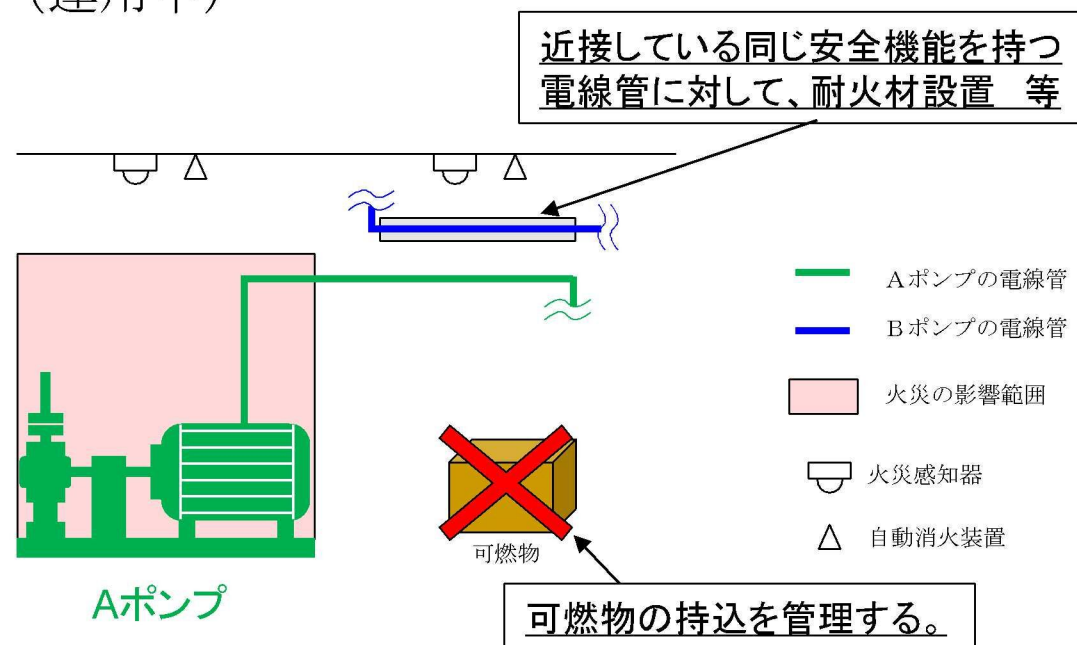 (運用中)
近接している同じ安全機能を持つ
電線管に対して、耐火材設置　等
Aポンプの電線管
Bポンプの電線管
火災の影響範囲
火災感知器
自動消火装置
可燃物
Aポンプ
可燃物の持込を管理する。